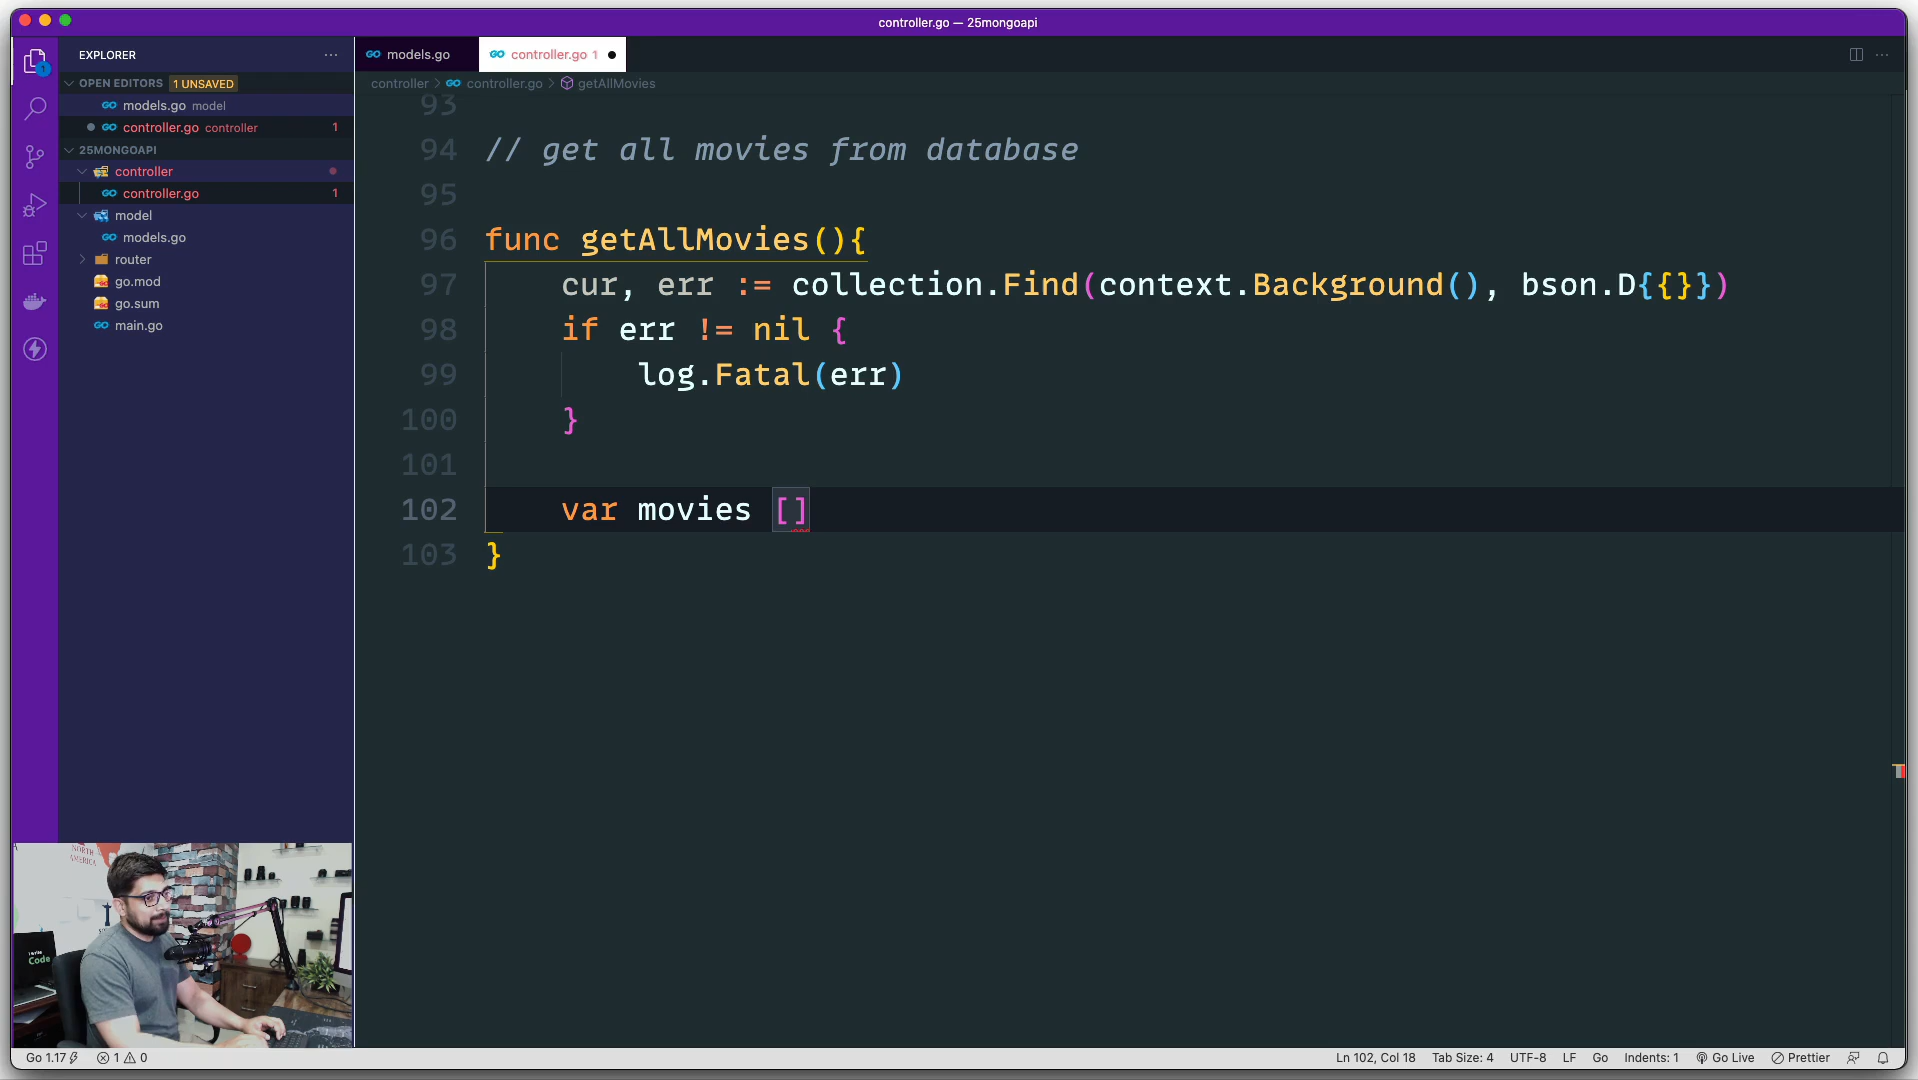 controller.go — 25mongoapi
EXPLORER
OPEN EDITORS 1 UNSAVED
models.go model
controller.go controller 1
25MONGOAPI
controller
controller.go 1
model
models.go
router
go.mod
go.sum
main.go
models.go
controller.go 1
controller > controller.go > getAllMovies
93
94 // get all movies from database
95
96 func getAllMovies(){
97 cur, err := collection.Find(context.Background(), bson.D{{}})
98 if err != nil {
99 log.Fatal(err)
100 }
101
102 var movies []
103 }
NORTH
AMERICA
Code
Go 1.17 1 0
Ln 102, Col 18 Tab Size: 4 UTF-8 LF Go Indents: 1 Go Live Prettier